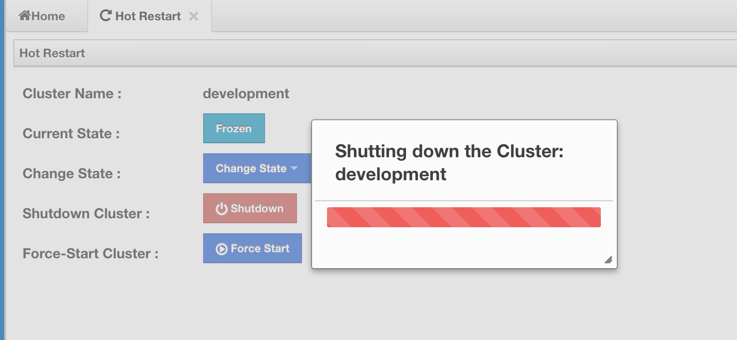 Home
Hot Restart
Hot Restart
Cluster Name : development
Current State : Frozen
Change State : Change State
Shutdown Cluster : Shutdown
Force-Start Cluster : Force Start
Shutting down the Cluster:
development